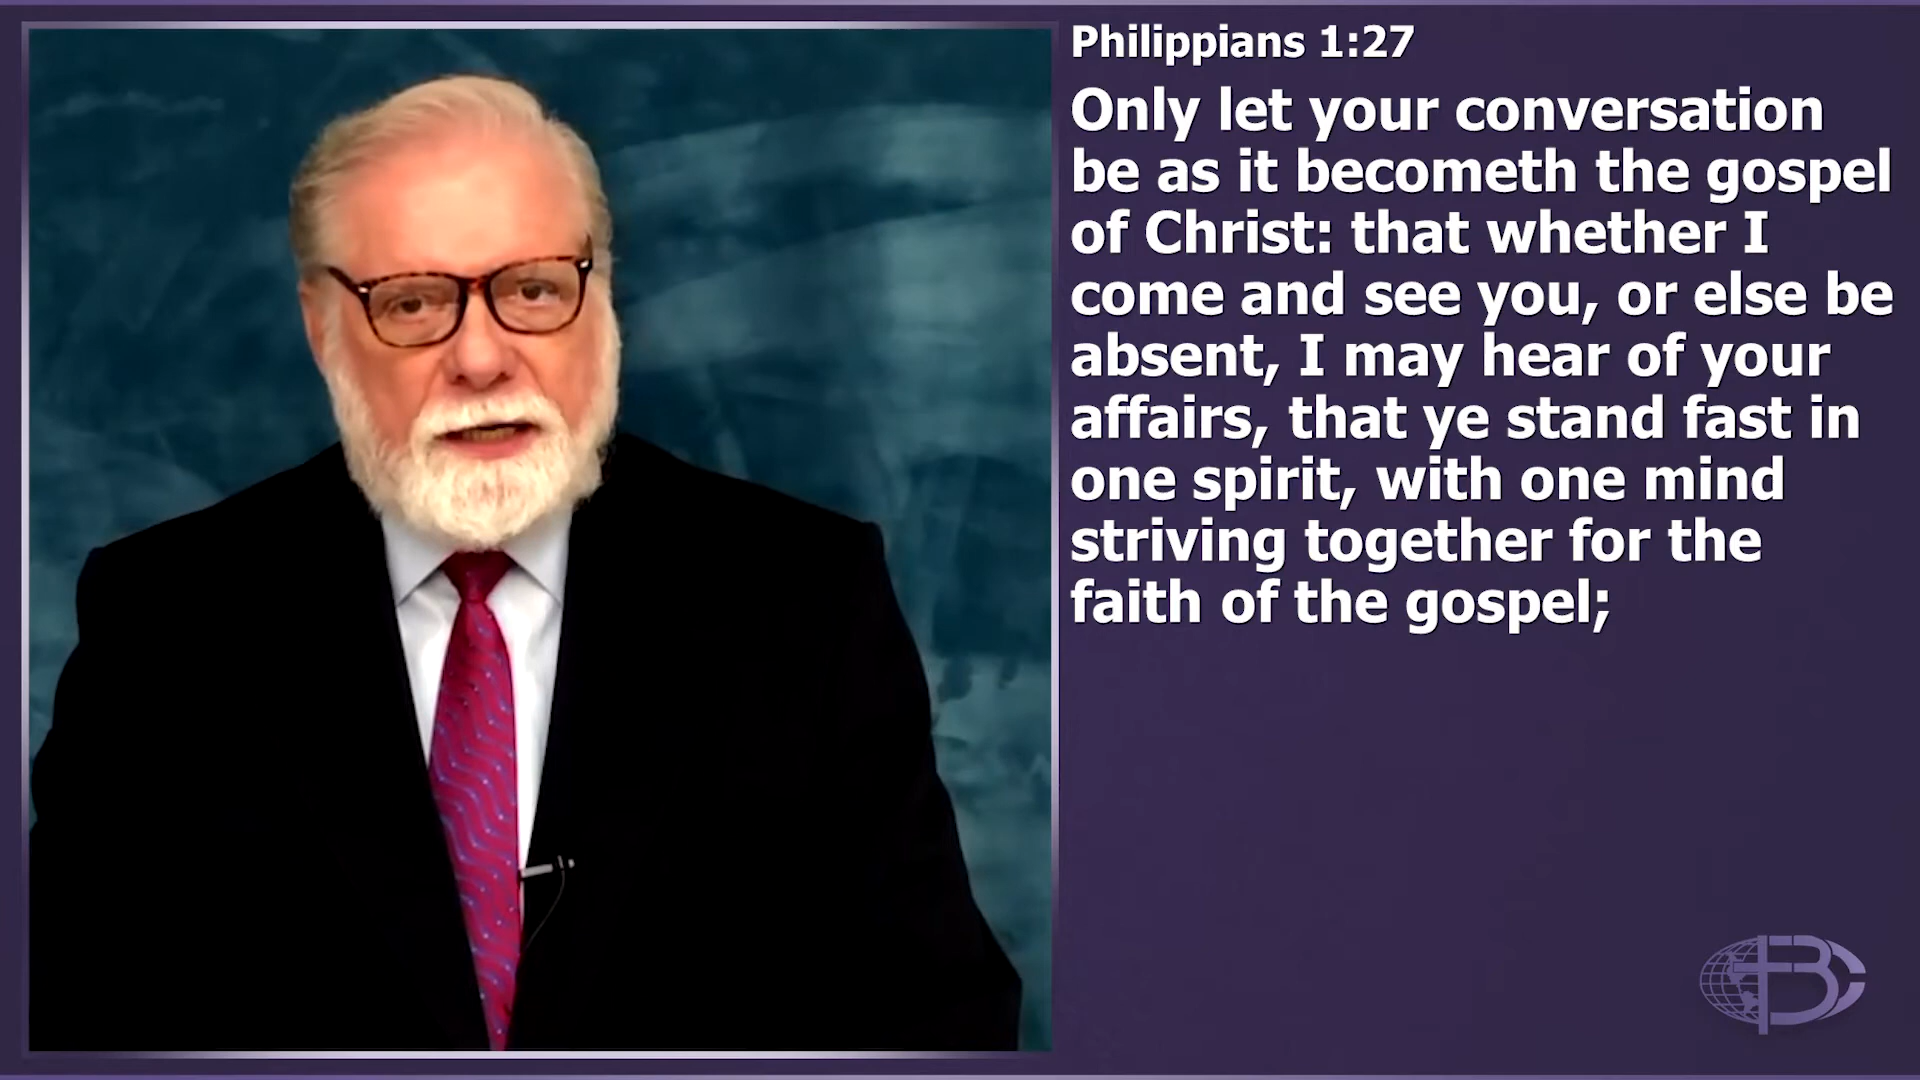 Philippians 1:27
Only let your conversation
be as it becometh the gospel
of Christ: that whether I
come and see you, or else be
absent, I may hear of your
affairs, that ye stand fast in
one spirit, with one mind
striving together for the
faith of the gospel;
FBC